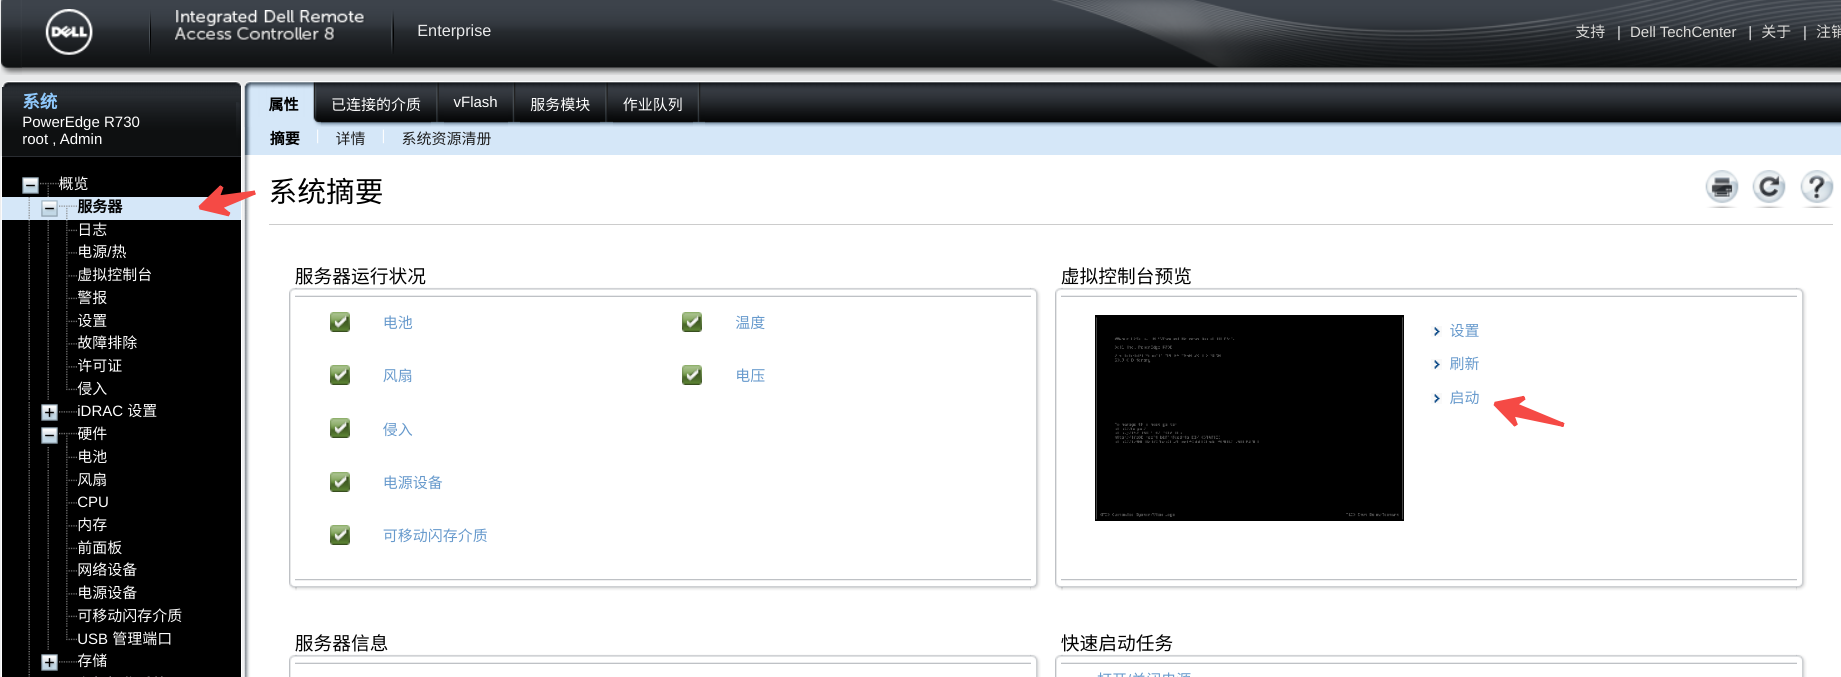 DELL
Integrated Dell Remote
Access Controller 8
Enterprise
支持 | Dell TechCenter | 关于 | 注销
系统
PowerEdge R730
root , Admin
属性 已连接的介质 vFlash 服务模块 作业队列
摘要 详情 系统资源清册
概览
服务器
日志
电源/热
虚拟控制台
警报
设置
故障排除
许可证
侵入
iDRAC 设置
硬件
电池
风扇
CPU
内存
前面板
网络设备
电源设备
可移动闪存介质
USB 管理端口
存储
系统摘要
服务器运行状况
电池
温度
风扇
电压
侵入
电源设备
可移动闪存介质
虚拟控制台预览
设置
刷新
启动
服务器信息
快速启动任务
打开/关闭电源